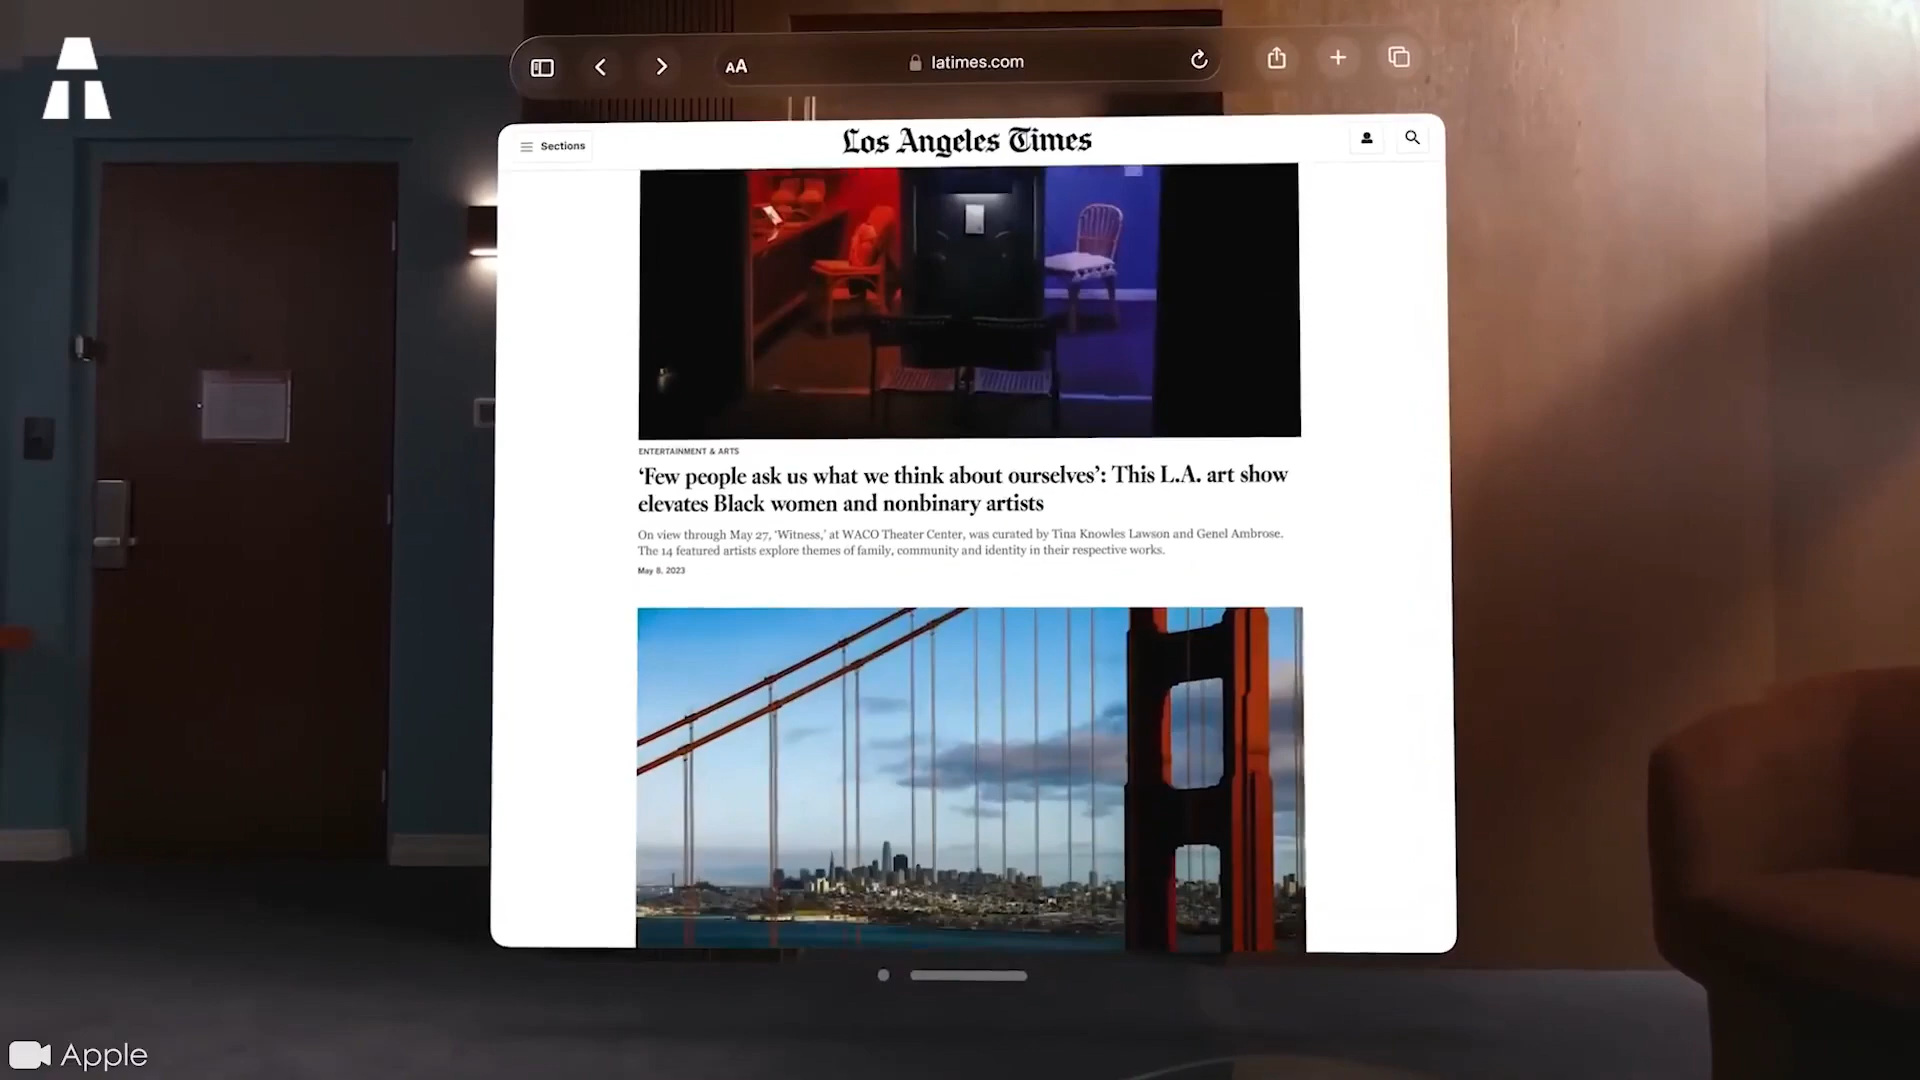 AA
latimes.com
Sections
Los Angeles Times
ENTERTAINMENT & ARTS
‘Few people ask us what we think about ourselves’: This L.A. art show
elevates Black women and nonbinary artists
On view through May 27, ‘Witness,’ at WACO Theater Center, was curated by Tina Knowles Lawson and Genel Ambrose.
The 14 featured artists explore themes of family, community and identity in their respective works.
May 8, 2023
Apple